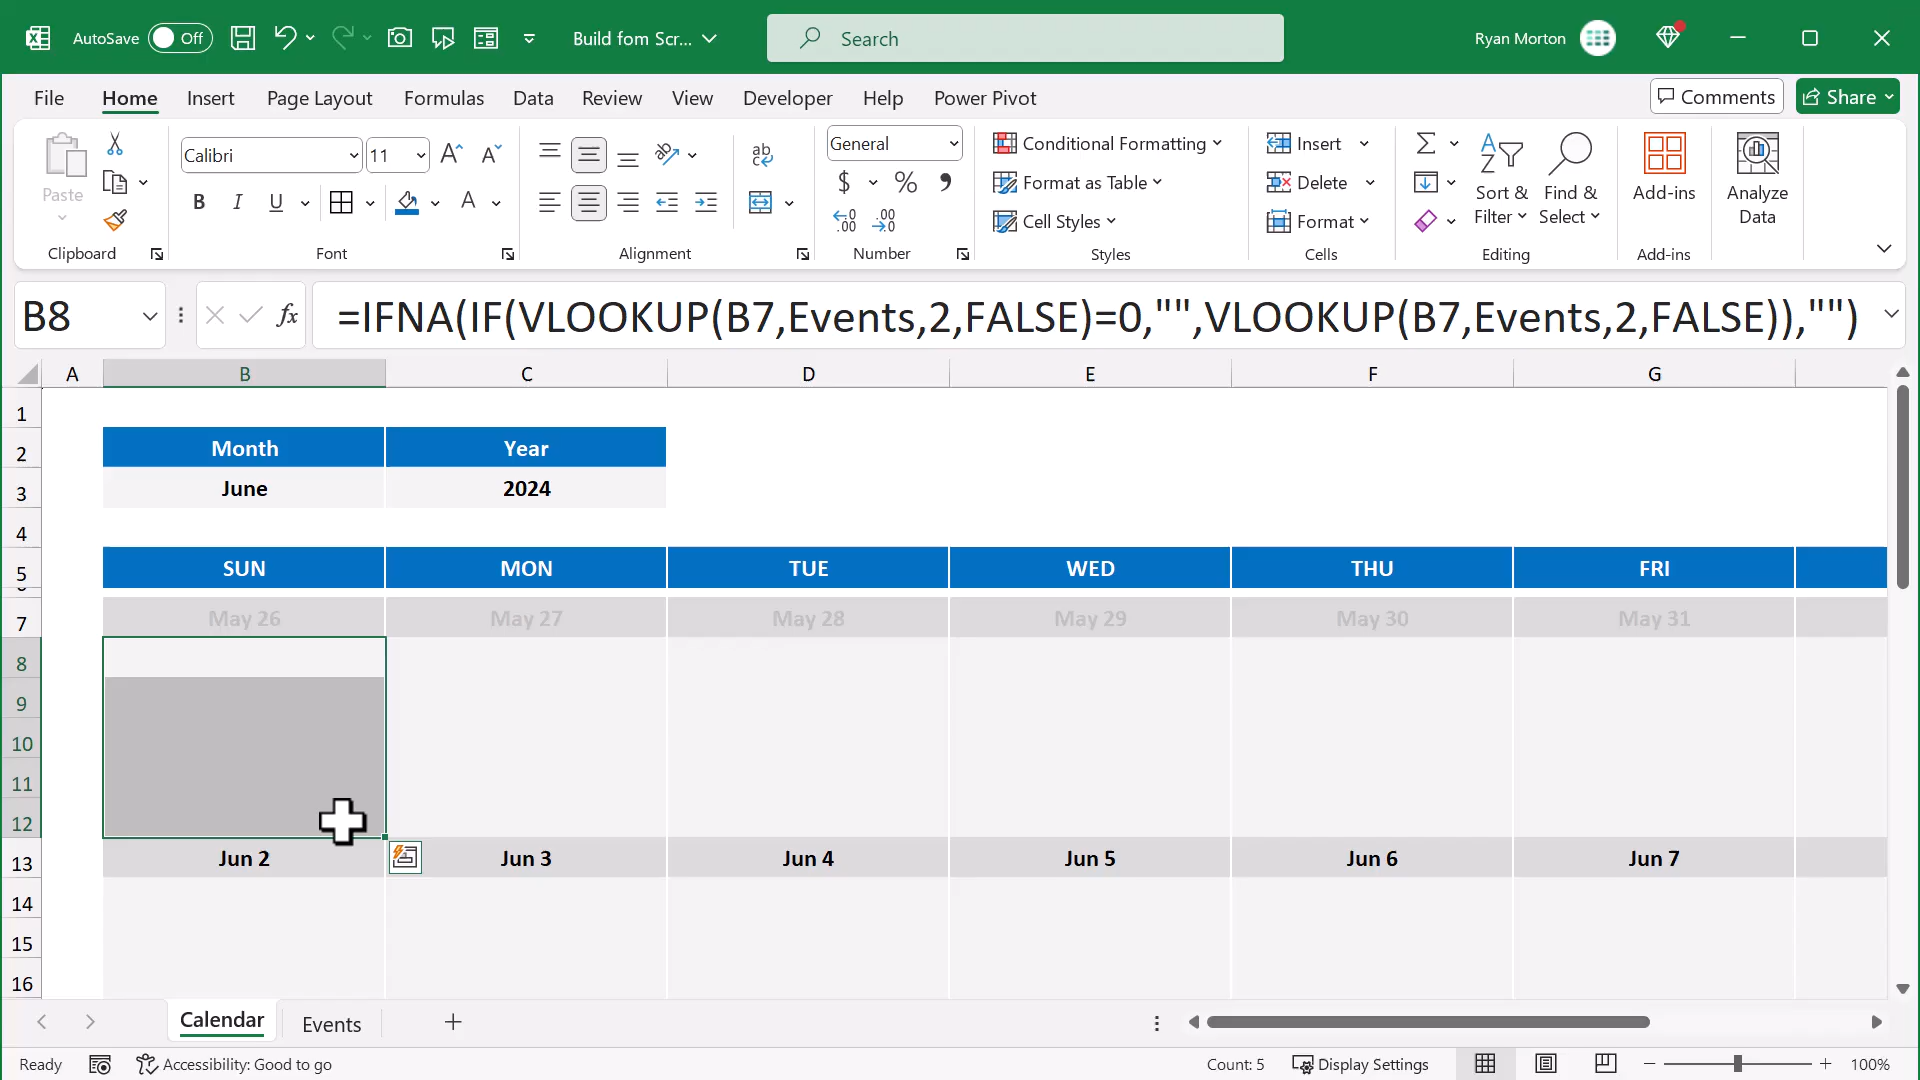 AutoSave Off Build fom Scr... Search Ryan Morton
File Home Insert Page Layout Formulas Data Review View Developer Help Power Pivot Comments Share
Paste Calibri 11 General Conditional Formatting Insert Sort & Filter Find & Select Add-ins Analyze Data
B I U A $ % Format as Table Delete
Cell Styles Format
Clipboard Font Alignment Number Styles Cells Editing Add-ins
B8 fx =IFNA(IF(VLOOKUP(B7,Events,2,FALSE)=0,"",VLOOKUP(B7,Events,2,FALSE)),"")
A B C D E F G
1
2 Month Year
3 June 2024
4
5 SUN MON TUE WED THU FRI
7 May 26 May 27 May 28 May 29 May 30 May 31
8
9
10
11
12
13 Jun 2 Jun 3 Jun 4 Jun 5 Jun 6 Jun 7
14
15
16
Calendar Events
Ready Accessibility: Good to go Count: 5 Display Settings 100%